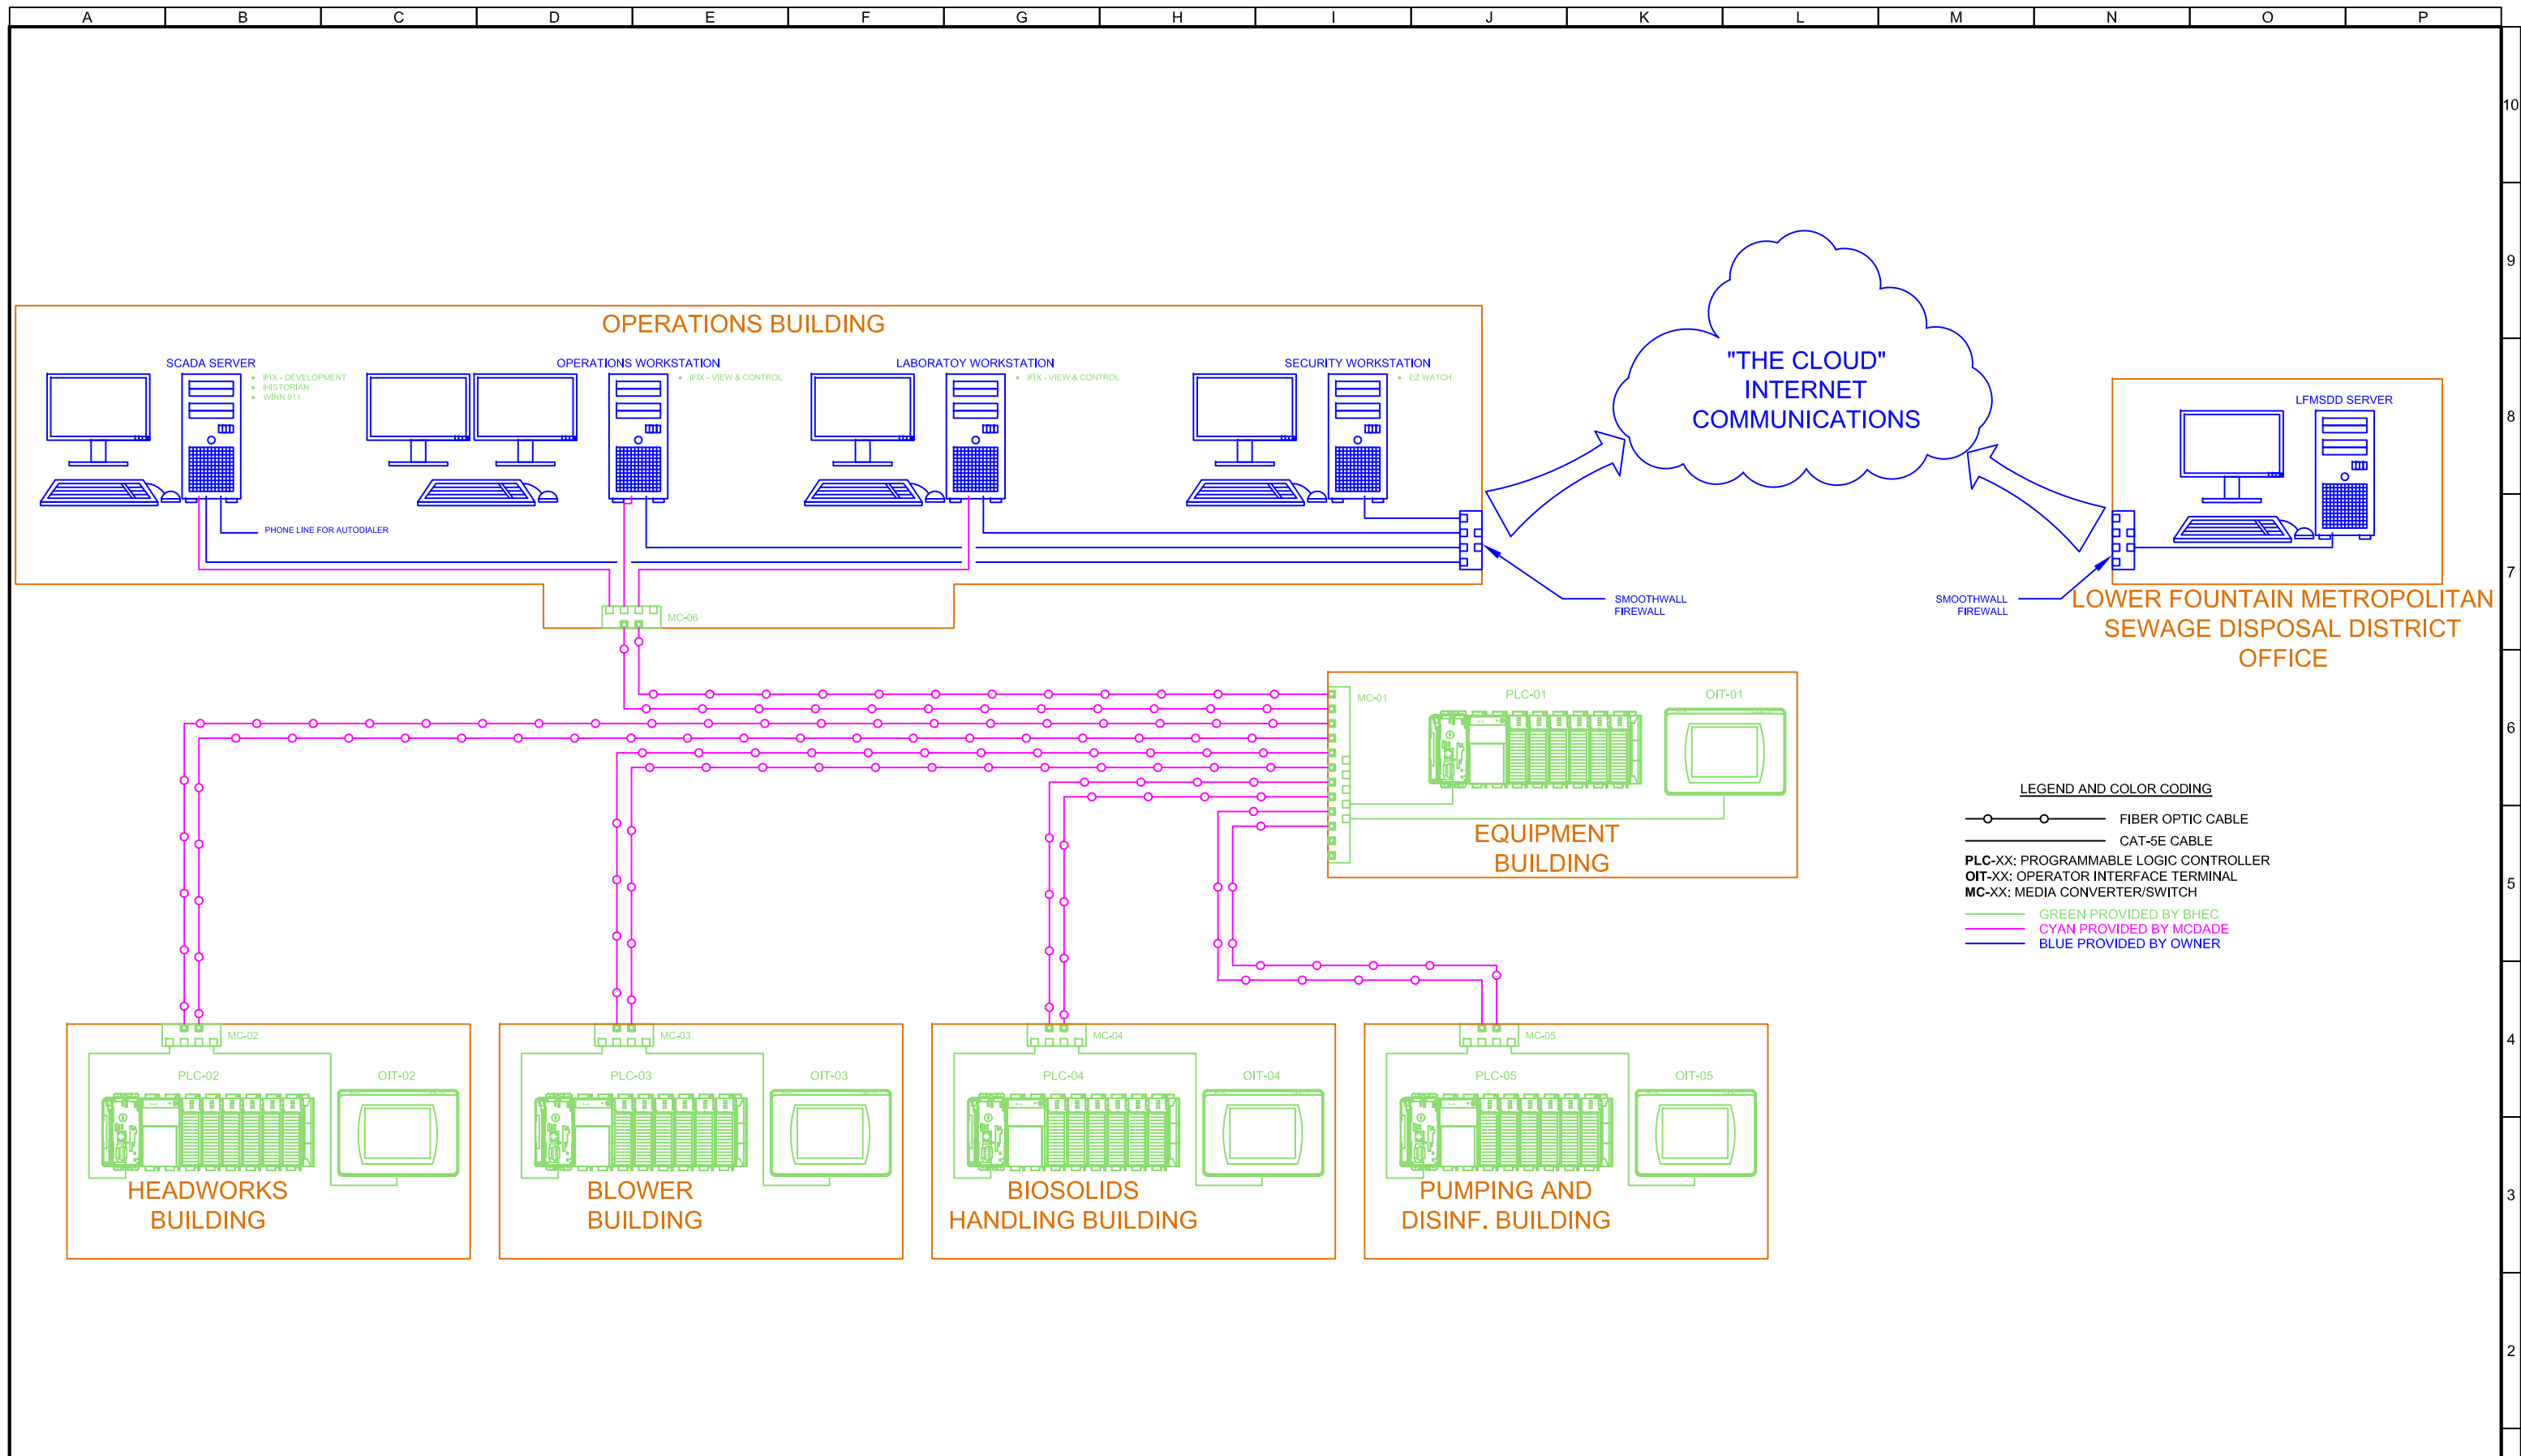 A B C D E F G H I J K L M N O P
10
9
8
7
6
5
4
3
2
OPERATIONS BUILDING
SCADA SERVER
• IFIX - DEVELOPMENT
• IHISTORIAN
• WINN 911
OPERATIONS WORKSTATION
• IFIX - VIEW & CONTROL
LABORATOY WORKSTATION
• IFIX - VIEW & CONTROL
SECURITY WORKSTATION
• EZ WATCH
PHONE LINE FOR AUTODIALER
"THE CLOUD"
INTERNET
COMMUNICATIONS
LFMSDD SERVER
SMOOTHWALL
FIREWALL
SMOOTHWALL
FIREWALL
LOWER FOUNTAIN METROPOLITAN
SEWAGE DISPOSAL DISTRICT
OFFICE
MC-06
MC-01
PLC-01
OIT-01
EQUIPMENT
BUILDING
LEGEND AND COLOR CODING
FIBER OPTIC CABLE
CAT-5E CABLE
PLC-XX: PROGRAMMABLE LOGIC CONTROLLER
OIT-XX: OPERATOR INTERFACE TERMINAL
MC-XX: MEDIA CONVERTER/SWITCH
GREEN PROVIDED BY BHEC
CYAN PROVIDED BY MCDADE
BLUE PROVIDED BY OWNER
MC-02
PLC-02
OIT-02
HEADWORKS
BUILDING
MC-03
PLC-03
OIT-03
BLOWER
BUILDING
MC-04
PLC-04
OIT-04
BIOSOLIDS
HANDLING BUILDING
MC-05
PLC-05
OIT-05
PUMPING AND
DISINF. BUILDING